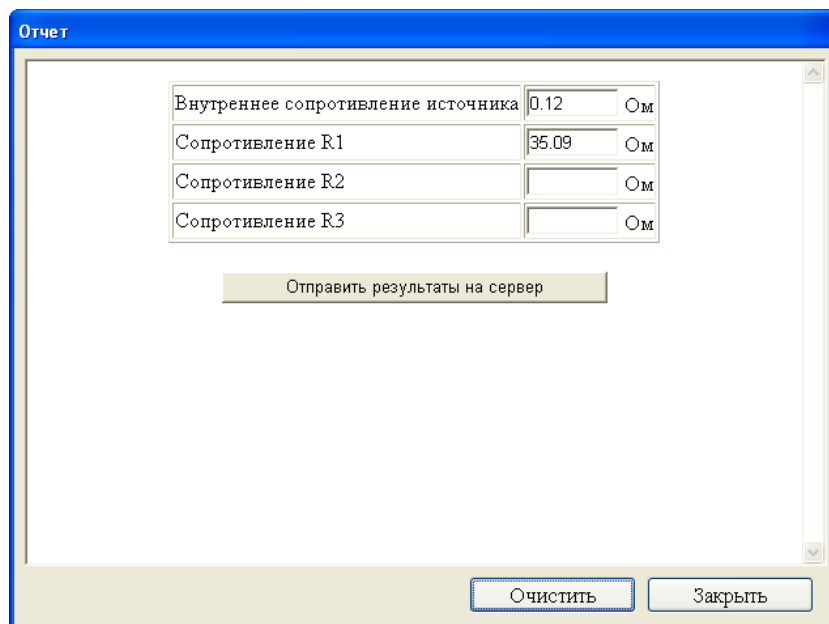 Отчет
Внутреннее сопротивление источника 0.12 Ом
Сопротивление R1 35.09 Ом
Сопротивление R2 Ом
Сопротивление R3 Ом
Отправить результаты на сервер
Очистить Закрыть